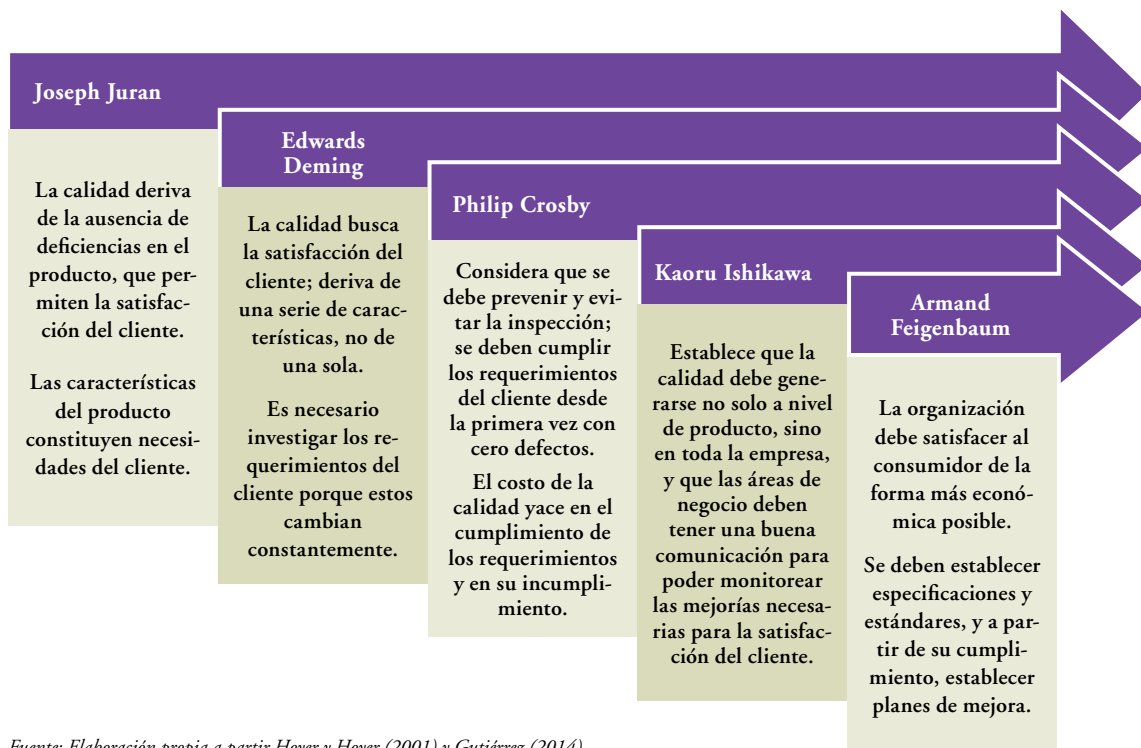 Joseph Juran
La calidad deriva
de la ausencia de
deficiencias en el
producto, que per-
miten la satisfac-
ción del cliente.
Las características
del producto
constituyen necesi-
dades del cliente.
Edwards
Deming
La calidad busca
la satisfacción del
cliente; deriva de
una serie de carac-
terísticas, no de
una sola.
Es necesario
investigar los re-
querimientos del
cliente porque estos
cambian
constantemente.
Philip Crosby
Considera que se
debe prevenir y evi-
tar la inspección;
se deben cumplir
los requerimientos
del cliente desde
la primera vez con
cero defectos.
El costo de la
calidad yace en el
cumplimiento de
los requerimientos
y en su incumpli-
miento.
Kaoru Ishikawa
Establece que la
calidad debe gene-
rarse no solo a nivel
de producto, sino
en toda la empresa,
y que las áreas de
negocio deben
tener una buena
comunicación para
poder monitorear
las mejorías necesa-
rias para la satisfac-
ción del cliente.
Armand
Feigenbaum
La organización
debe satisfacer al
consumidor de la
forma más econó-
mica posible.
Se deben establecer
especificaciones y
estándares, y a par-
tir de su cumpli-
miento, establecer
planes de mejora.
Fuente: Elaboración propia a partir Hoyer y Hoyer (2001) y Gutiérrez (2014)